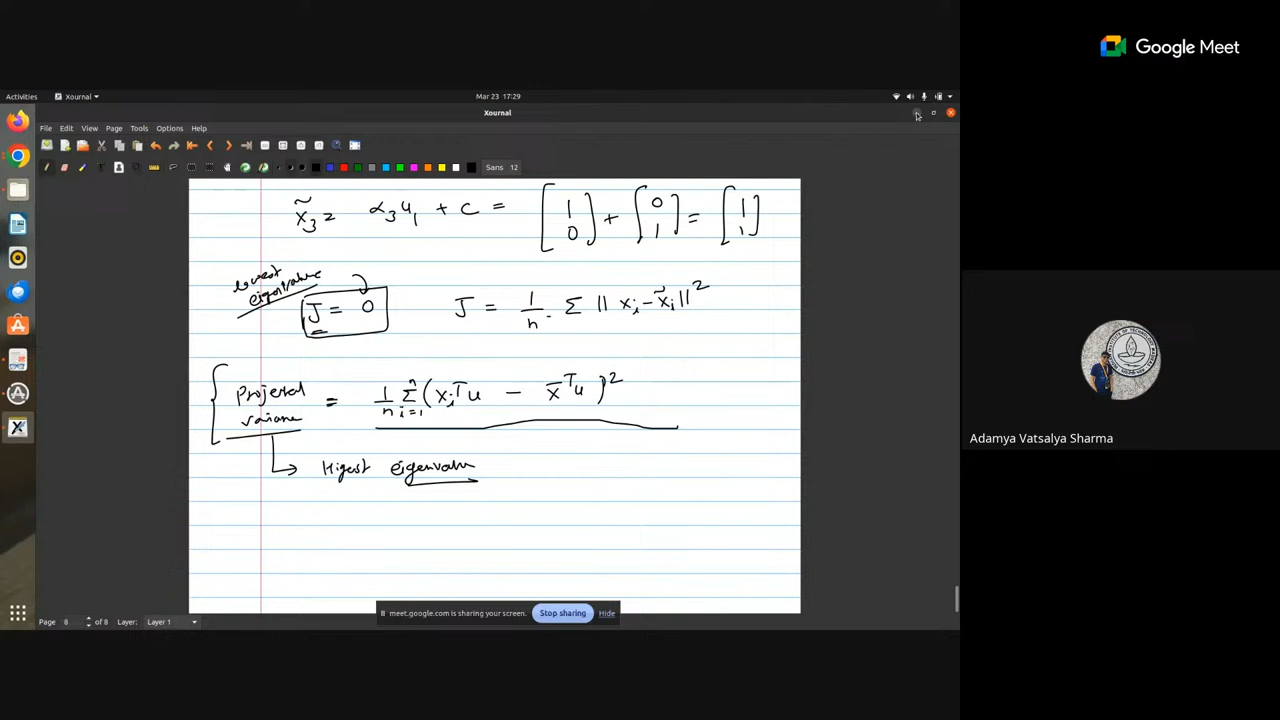 Google Meet
Activities Xournal Mar 23 17:29
Xournal
File Edit View Page Tools Options Help
Sans 12
x̃₃ = α₃u₁ + c = [1 0] + [0 1] = [1 1]
lowest
eigenvalue
J = 0 J = 1/n · Σ || xᵢ - x̃ᵢ ||²
Projected
variance = 1/n Σⁿᵢ₌₁ (xᵢᵀu - x̄ᵀu)²
Higest eigenvalue
meet.google.com is sharing your screen. Stop sharing Hide
Page 8 of 8 Layer: Layer 1
Adamya Vatsalya Sharma